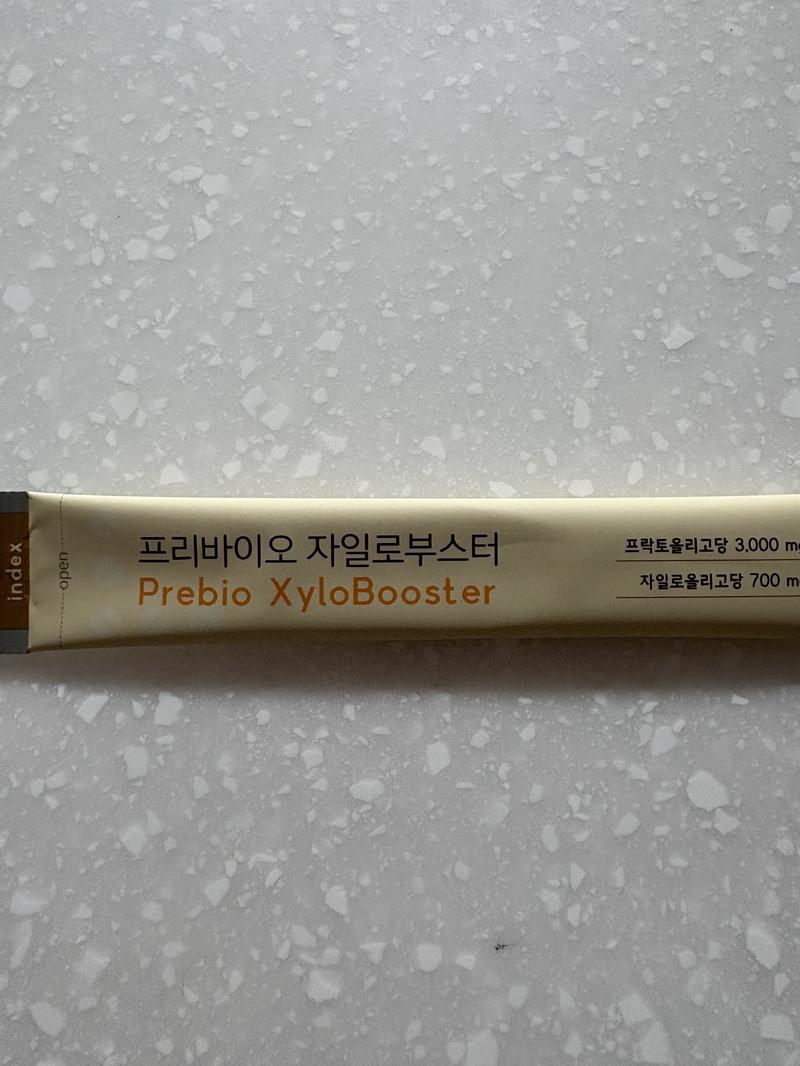 index
open
프리바이오 자일로부스터
Prebio XyloBooster
프락토올리고당 3,000 mg
자일로올리고당 700 m